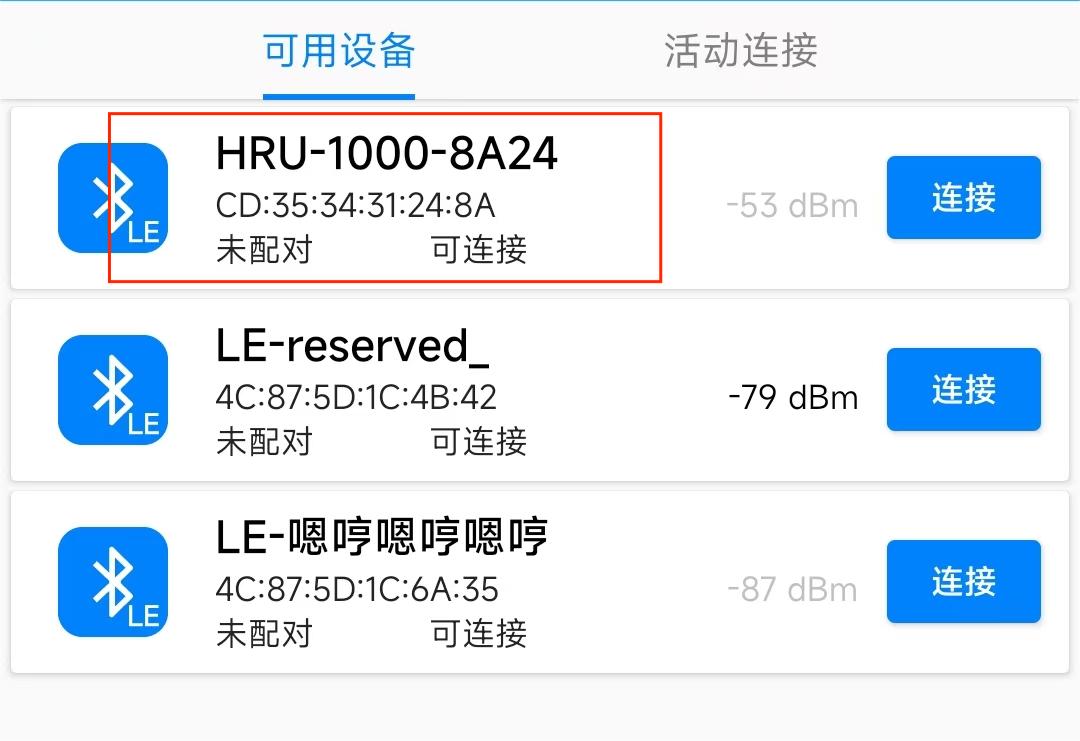 可用设备 活动连接
HRU-1000-8A24
CD:35:34:31:24:8A
-53 dBm
连接
未配对 可连接
LE
LE-reserved_
4C:87:5D:1C:4B:42
-79 dBm
连接
未配对 可连接
LE
LE-嗯哼嗯哼嗯哼
4C:87:5D:1C:6A:35
-87 dBm
连接
未配对 可连接
LE